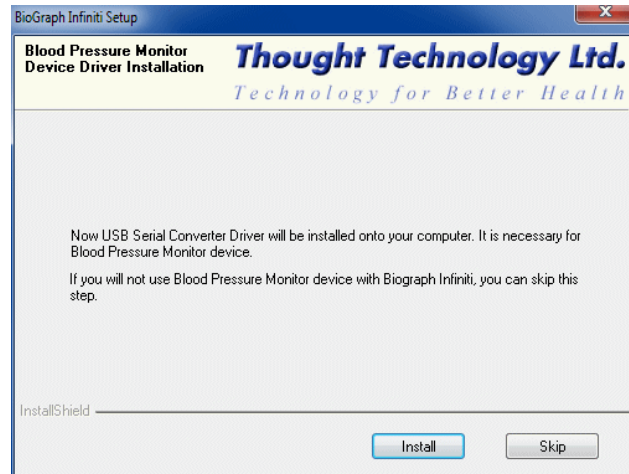 BioGraph Infiniti Setup
Blood Pressure Monitor
Device Driver Installation
Thought Technology Ltd.
Technology for Better Health
Now USB Serial Converter Driver will be installed onto your computer. It is necessary for
Blood Pressure Monitor device.
If you will not use Blood Pressure Monitor device with Biograph Infiniti, you can skip this
step.
InstallShield
Install
Skip